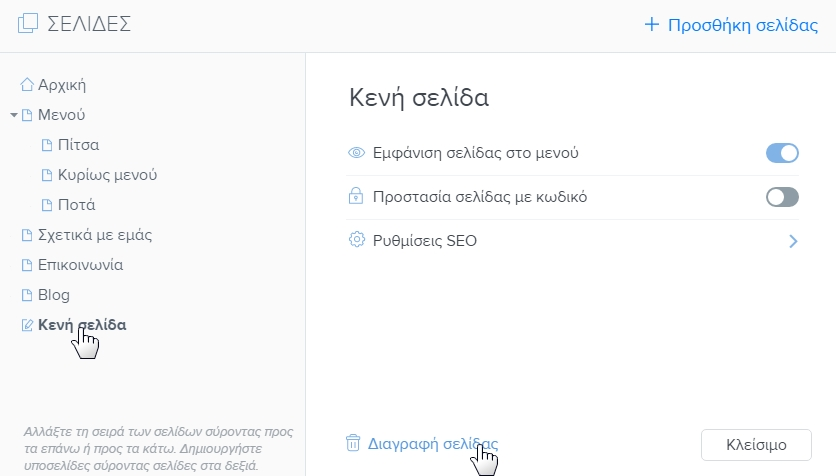 ΣΕΛΙΔΕΣ
Προσθήκη σελίδας
Αρχική
Μενού
Πίτσα
Κυρίως μενού
Ποτά
Σχετικά με εμάς
Επικοινωνία
Blog
Κενή σελίδα
Αλλάξτε τη σειρά των σελίδων σύροντας προς
τα επάνω ή προς τα κάτω. Δημιουργήστε
υποσελίδες σύροντας σελίδες στα δεξιά.
Κενή σελίδα
Εμφάνιση σελίδας στο μενού
Προστασία σελίδας με κωδικό
Ρυθμίσεις SEO
Διαγραφή σελίδας
Κλείσιμο